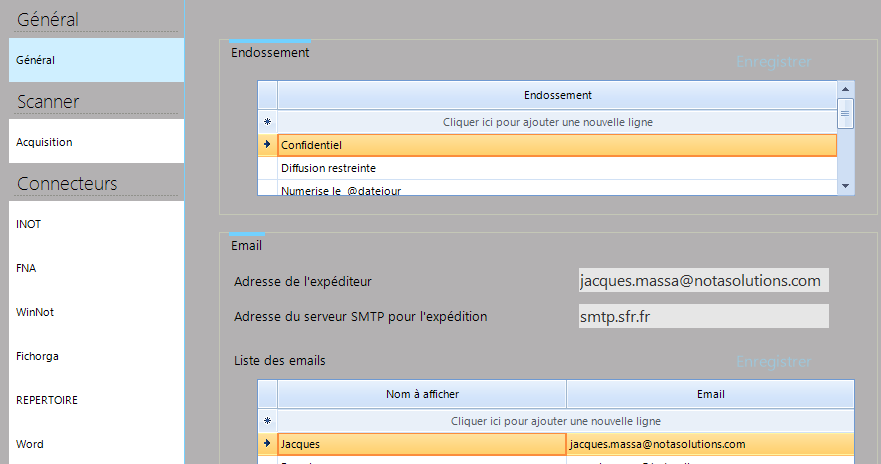 Général
Général
Scanner
Acquisition
Connecteurs
INOT
FNA
WinNot
Fichorga
REPERTOIRE
Word
Endossement
Enregistrer
Endossement
Cliquer ici pour ajouter une nouvelle ligne
Confidentiel
Diffusion restreinte
Numerise le @datejour
Email
Adresse de l'expéditeur jacques.massa@notasolutions.com
Adresse du serveur SMTP pour l'expédition smtp.sfr.fr
Liste des emails Enregistrer
Nom à afficher Email
Cliquer ici pour ajouter une nouvelle ligne
Jacques jacques.massa@notasolutions.com